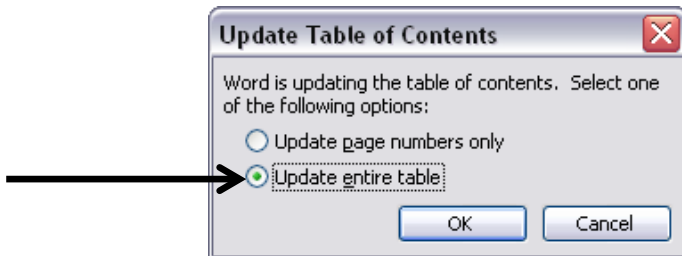 Update Table of Contents
Word is updating the table of contents. Select one
of the following options:
Update page numbers only
Update entire table
OK Cancel